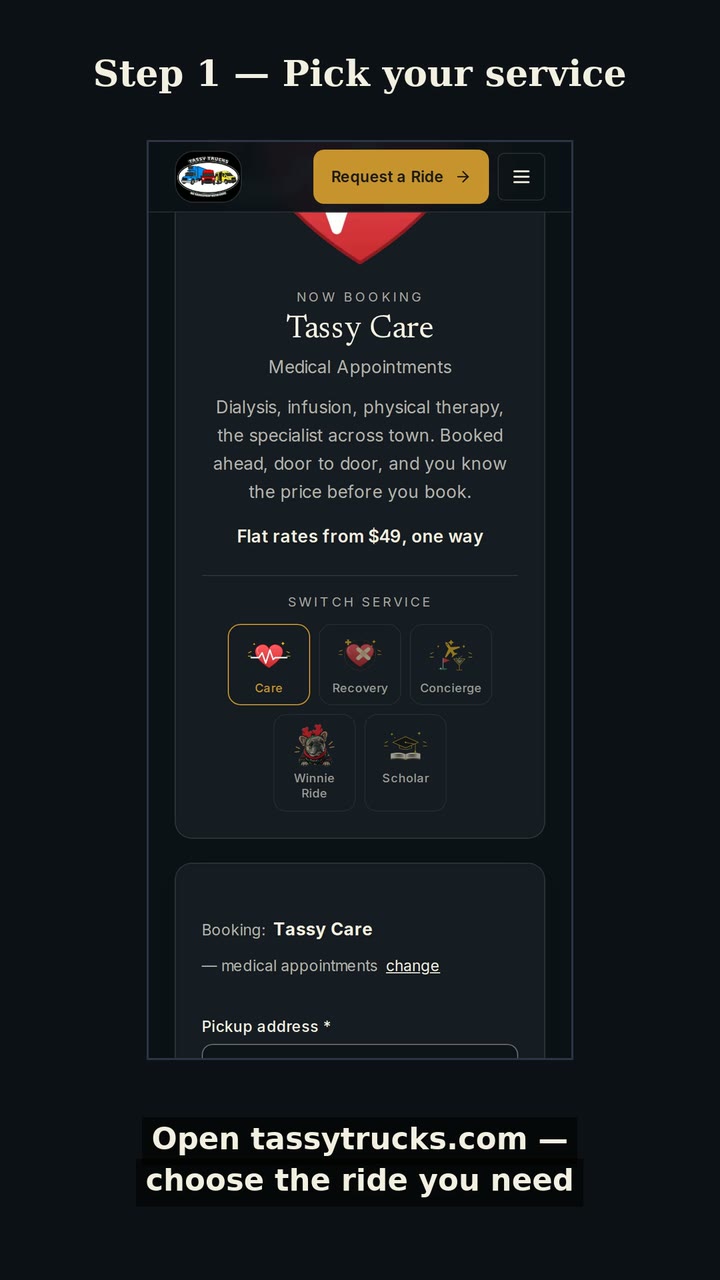 Step 1 — Pick your service
TASSY TRUCKS
Request a Ride →
NOW BOOKING
Tassy Care
Medical Appointments
Dialysis, infusion, physical therapy,
the specialist across town. Booked
ahead, door to door, and you know
the price before you book.
Flat rates from $49, one way
SWITCH SERVICE
Care
Recovery
Concierge
Winnie
Ride
Scholar
Booking: Tassy Care
— medical appointments change
Pickup address *
Open tassytrucks.com —
choose the ride you need